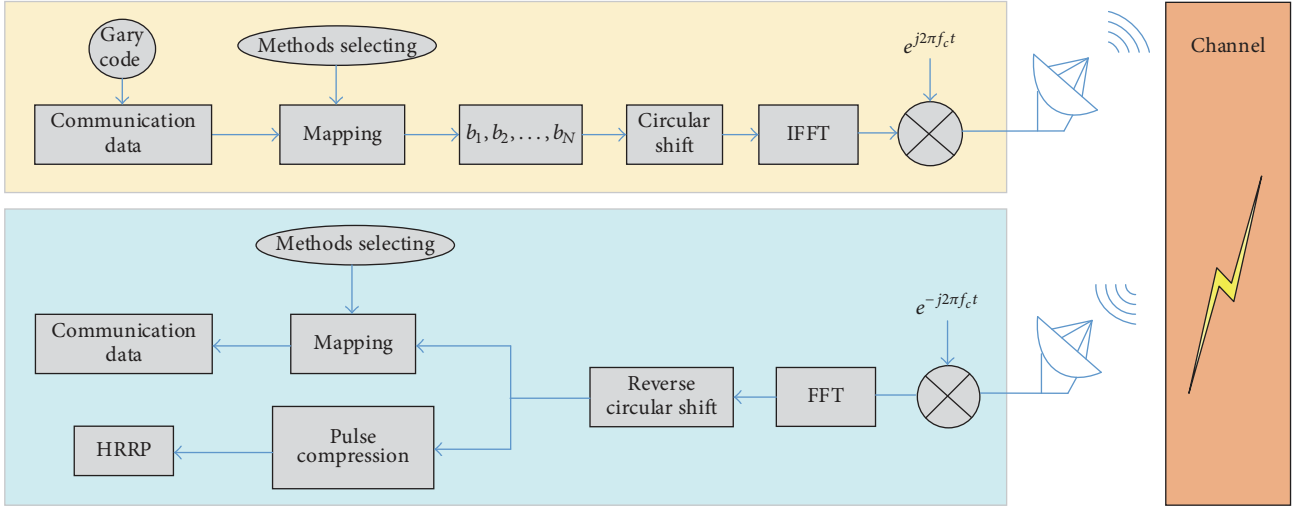 Gary
code
Methods selecting
e^{j2πf_c t}
Channel
Communication
data
Mapping
b_1, b_2, ..., b_N
Circular
shift
IFFT
Methods selecting
e^{-j2πf_c t}
Communication
data
Mapping
Reverse
circular shift
FFT
HRRP
Pulse
compression